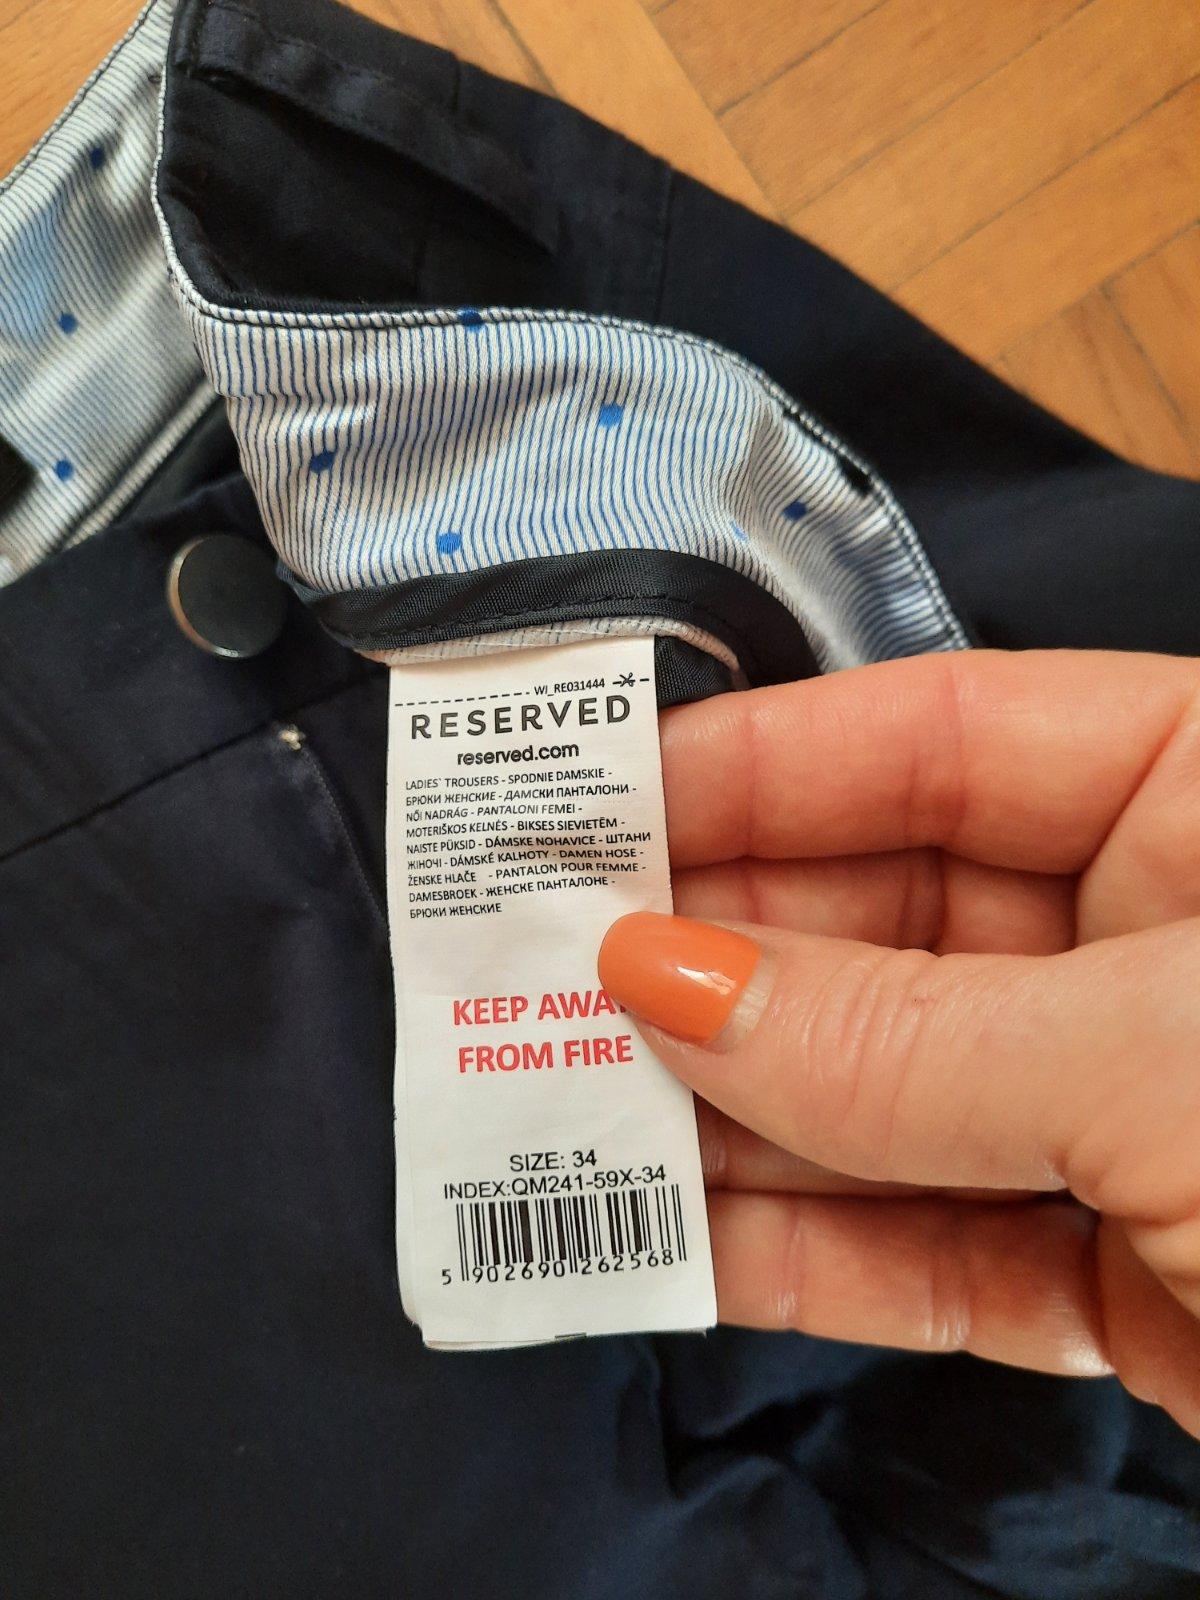 WI_RE031444
RESERVED
reserved.com
LADIES` TROUSERS - SPODNIE DAMSKIE -
БРЮКИ ЖЕНСКИЕ - ДАМСКИ ПАНТАЛОНИ -
NŐI NADRÁG - PANTALONI FEMEI -
MOTERIŠKOS KELNĖS - BIKSES SIEVIETĒM -
NAISTE PÜKSID - DÁMSKE NOHAVICE - ШТАНИ
ЖІНОЧІ - DÁMSKÉ KALHOTY - DAMEN HOSE -
ŽENSKE HLAČE - PANTALON POUR FEMME -
DAMESBROEK - ЖЕНСКЕ ПАНТАЛОНЕ -
БРЮКИ ЖЕНСКИЕ
KEEP AWAY
FROM FIRE
SIZE: 34
INDEX:QM241-59X-34
5 902690 262568